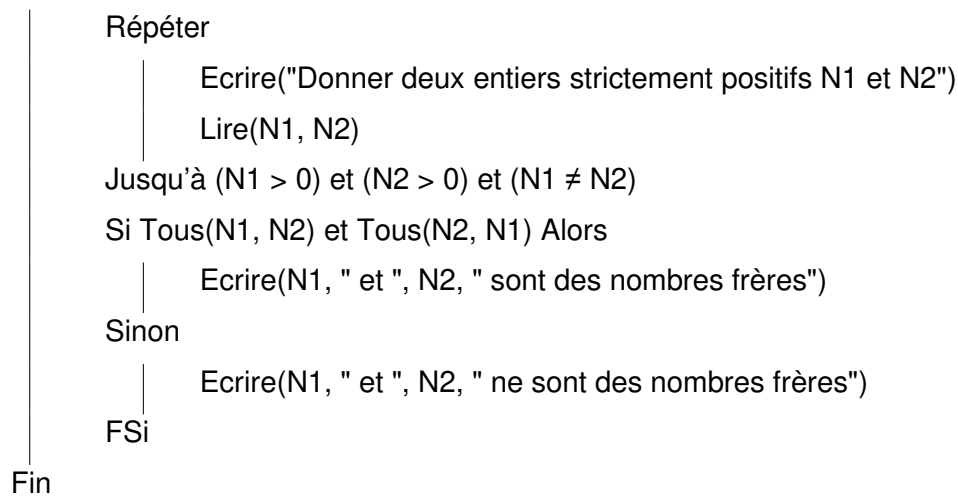 Répéter
Ecrire("Donner deux entiers strictement positifs N1 et N2")
Lire(N1, N2)
Jusqu'à (N1 > 0) et (N2 > 0) et (N1 ≠ N2)
Si Tous(N1, N2) et Tous(N2, N1) Alors
Ecrire(N1, " et ", N2, " sont des nombres frères")
Sinon
Ecrire(N1, " et ", N2, " ne sont des nombres frères")
FSi
Fin